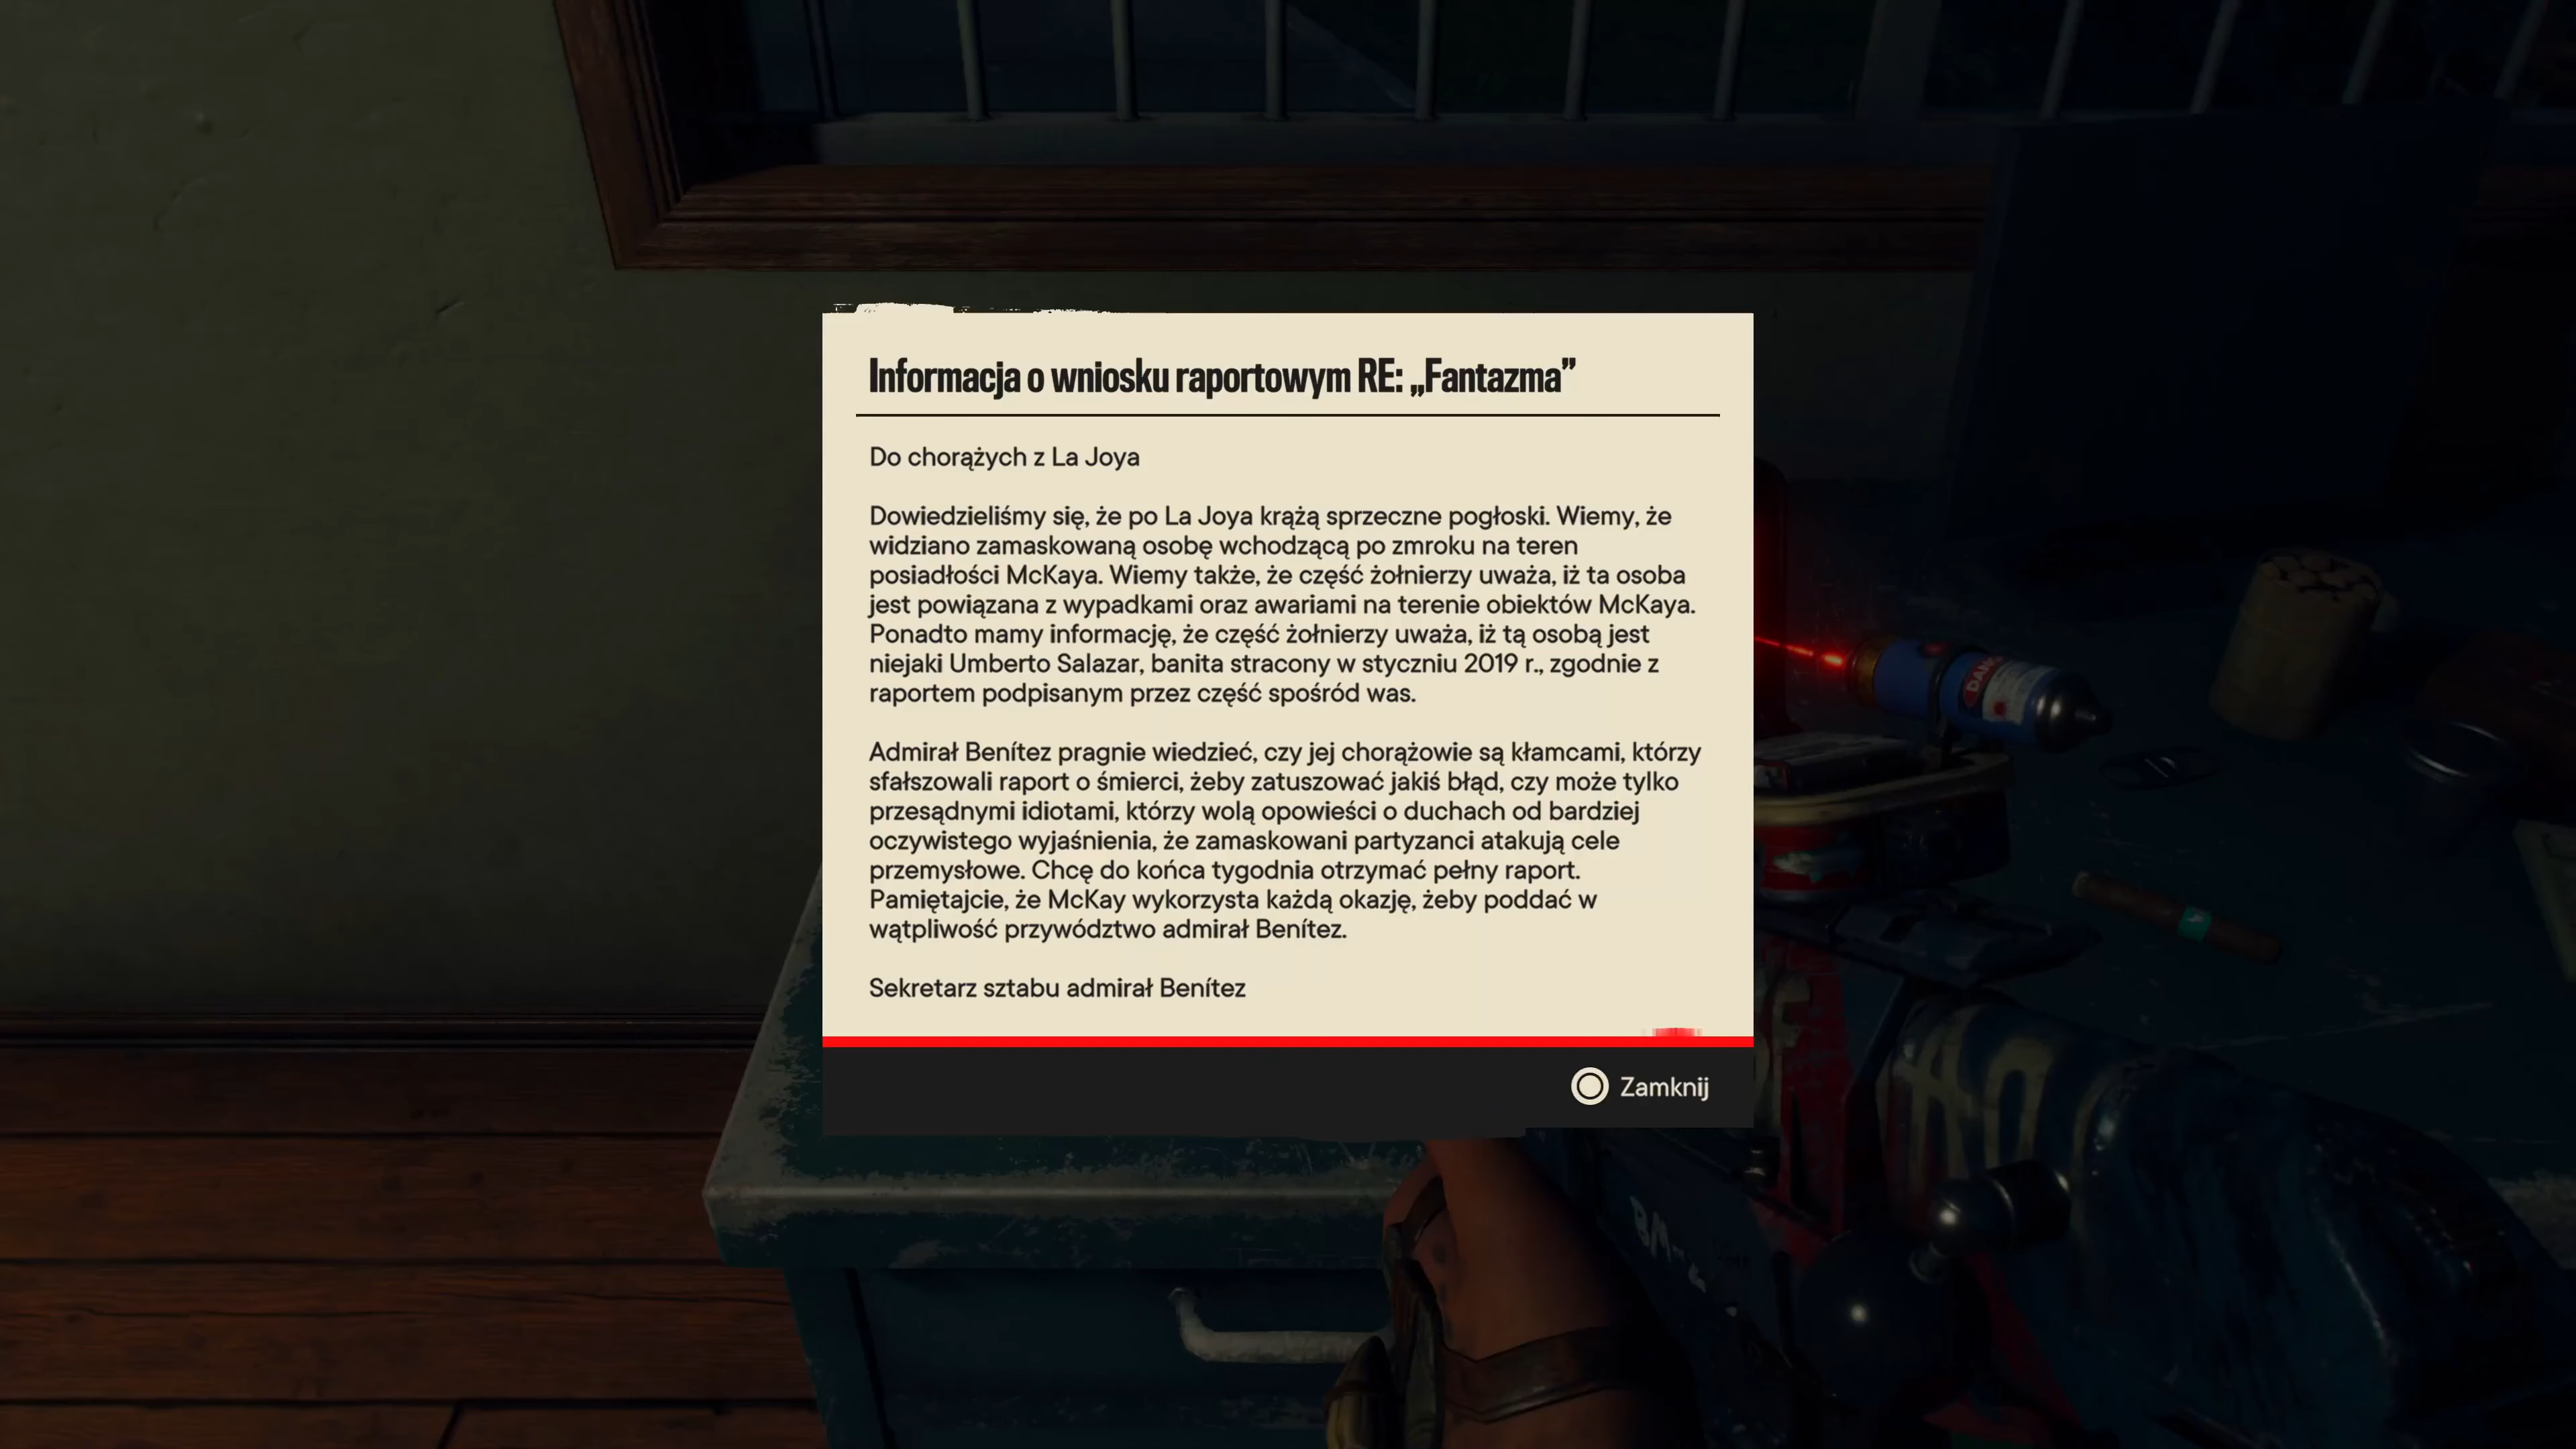 Informacja o wniosku raportowym RE: „Fantazma”
Do chorążych z La Joya
Dowiedzieliśmy się, że po La Joya krążą sprzeczne pogłoski. Wiemy, że
widziano zamaskowaną osobę wchodzącą po zmroku na teren
posiadłości McKaya. Wiemy także, że część żołnierzy uważa, iż ta osoba
jest powiązana z wypadkami oraz awariami na terenie obiektów McKaya.
Ponadto mamy informację, że część żołnierzy uważa, iż tą osobą jest
niejaki Umberto Salazar, banita stracony w styczniu 2019 r., zgodnie z
raportem podpisanym przez część spośród was.
Admirał Benítez pragnie wiedzieć, czy jej chorążowie są kłamcami, którzy
sfałszowali raport o śmierci, żeby zatuszować jakiś błąd, czy może tylko
przesądnymi idiotami, którzy wolą opowieści o duchach od bardziej
oczywistego wyjaśnienia, że zamaskowani partyzanci atakują cele
przemysłowe. Chcę do końca tygodnia otrzymać pełny raport.
Pamiętajcie, że McKay wykorzysta każdą okazję, żeby poddać w
wątpliwość przywództwo admirał Benítez.
Sekretarz sztabu admirał Benítez
Zamknij